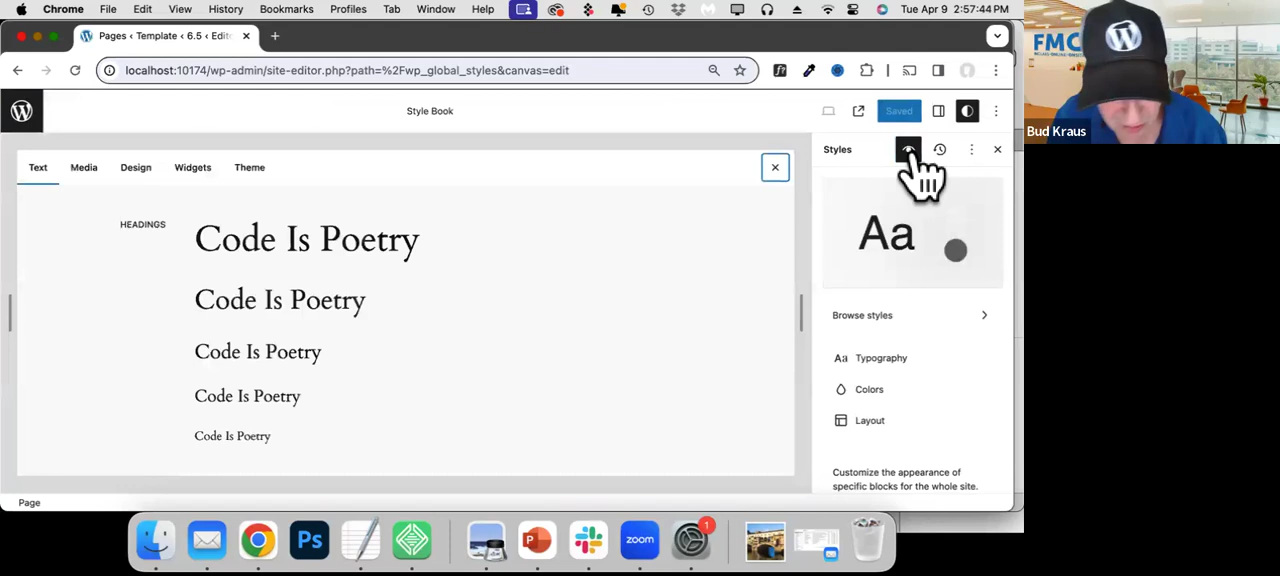 Chrome File Edit View History Bookmarks Profiles Tab Window Help Tue Apr 9 2:57:44 PM
Pages ‹ Template ‹ 6.5 ‹ Edit
localhost:10174/wp-admin/site-editor.php?path=%2Fwp_global_styles&canvas=edit
Style Book
Saved
Text Media Design Widgets Theme
HEADINGS
Code Is Poetry
Code Is Poetry
Code Is Poetry
Code Is Poetry
Code Is Poetry
Styles
Aa
Browse styles
Aa Typography
Colors
Layout
Customize the appearance of
specific blocks for the whole site.
Page
Ps
zoom
1
FMC
Bud Kraus